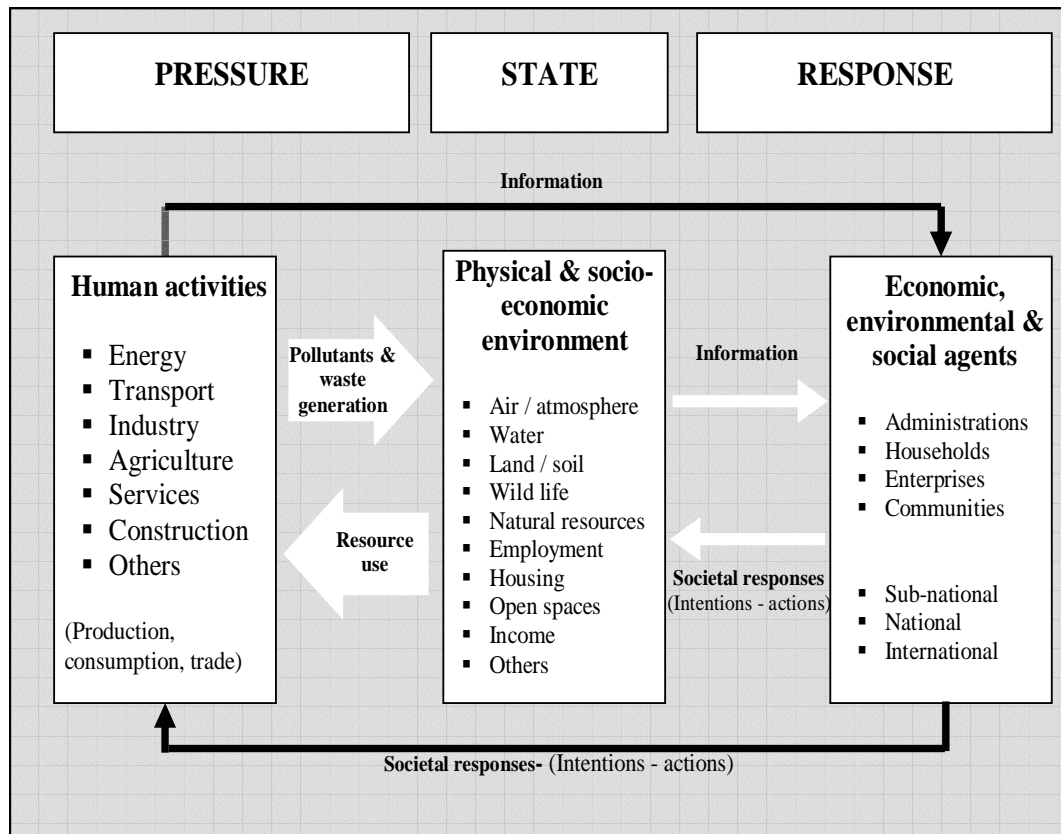 PRESSURE
STATE
RESPONSE
Information
Human activities
▪ Energy
▪ Transport
▪ Industry
▪ Agriculture
▪ Services
▪ Construction
▪ Others
(Production,
consumption, trade)
Pollutants &
waste
generation
Resource
use
Physical & socio-
economic
environment
▪ Air / atmosphere
▪ Water
▪ Land / soil
▪ Wild life
▪ Natural resources
▪ Employment
▪ Housing
▪ Open spaces
▪ Income
▪ Others
Information
Societal responses
(Intentions - actions)
Economic,
environmental &
social agents
▪ Administrations
▪ Households
▪ Enterprises
▪ Communities
▪ Sub-national
▪ National
▪ International
Societal responses- (Intentions - actions)